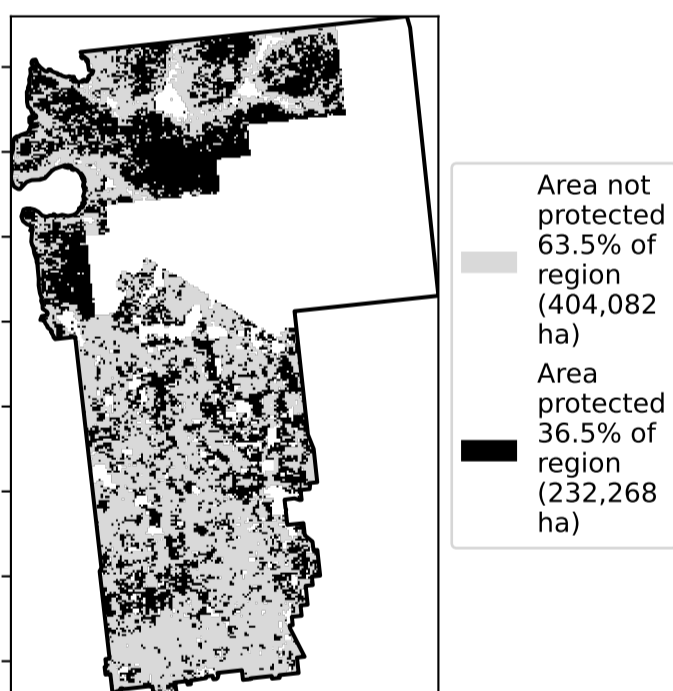 Area not
protected
63.5% of
region
(404,082
ha)
Area
protected
36.5% of
region
(232,268
ha)